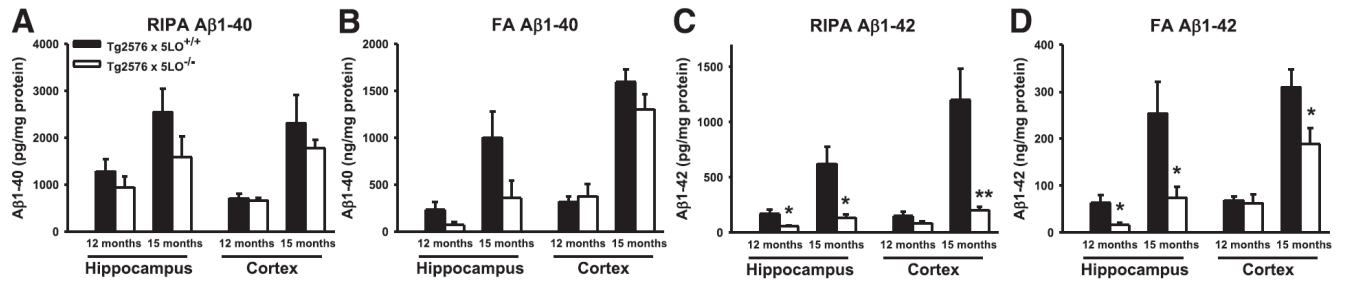 A
RIPA Aβ1-40
Aβ1-40 (pg/mg protein)
4000
3000
2000
1000
0
Tg2576 x 5LO+/+
Tg2576 x 5LO-/-
12 months 15 months 12 months 15 months
Hippocampus Cortex
B
FA Aβ1-40
Aβ1-40 (ng/mg protein)
2000
1500
1000
500
0
12 months 15 months 12 months 15 months
Hippocampus Cortex
C
RIPA Aβ1-42
Aβ1-42 (pg/mg protein)
1500
1000
500
0
* * **
12 months 15 months 12 months 15 months
Hippocampus Cortex
D
FA Aβ1-42
Aβ1-42 (ng/mg protein)
400
300
200
100
0
* * *
12 months 15 months 12 months 15 months
Hippocampus Cortex